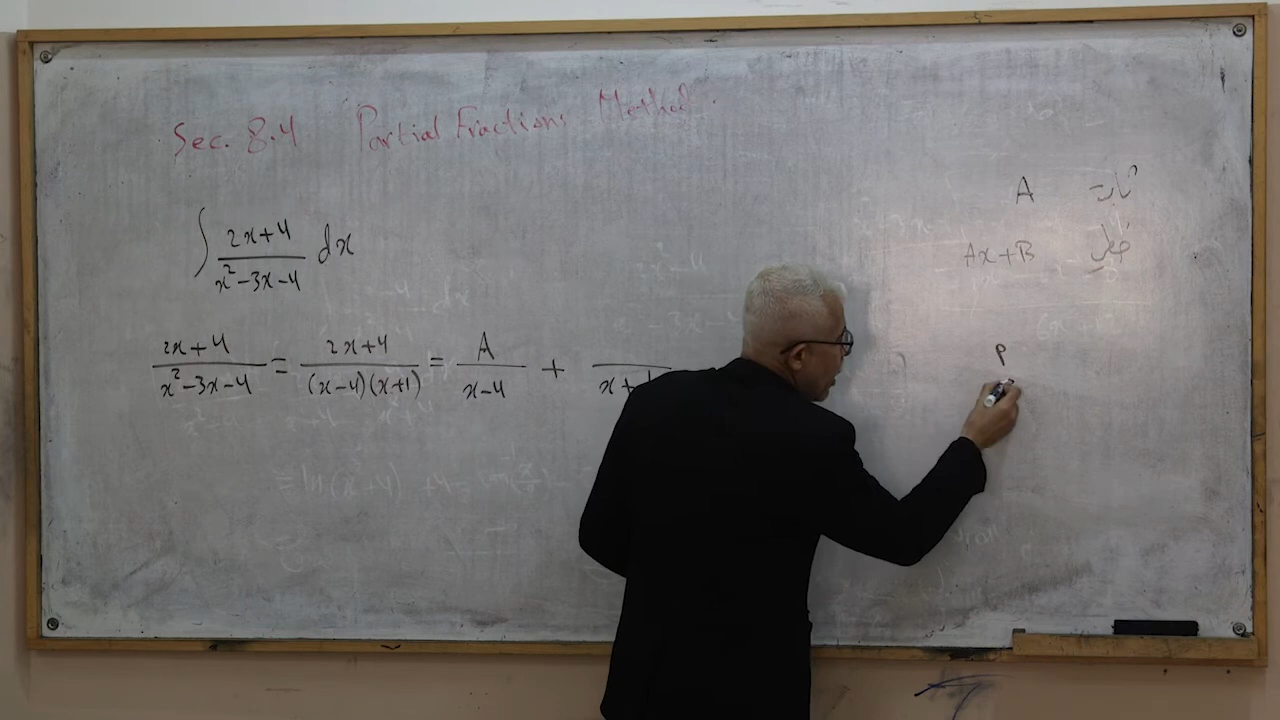 Sec. 8.4 Partial Fractions Method.
A ثابت
Ax+B خطي
∫ (2x+4)/(x²-3x-4) dx
(2x+4)/(x²-3x-4) = (2x+4)/((x-4)(x+1)) = A/(x-4) + /(x+1
P